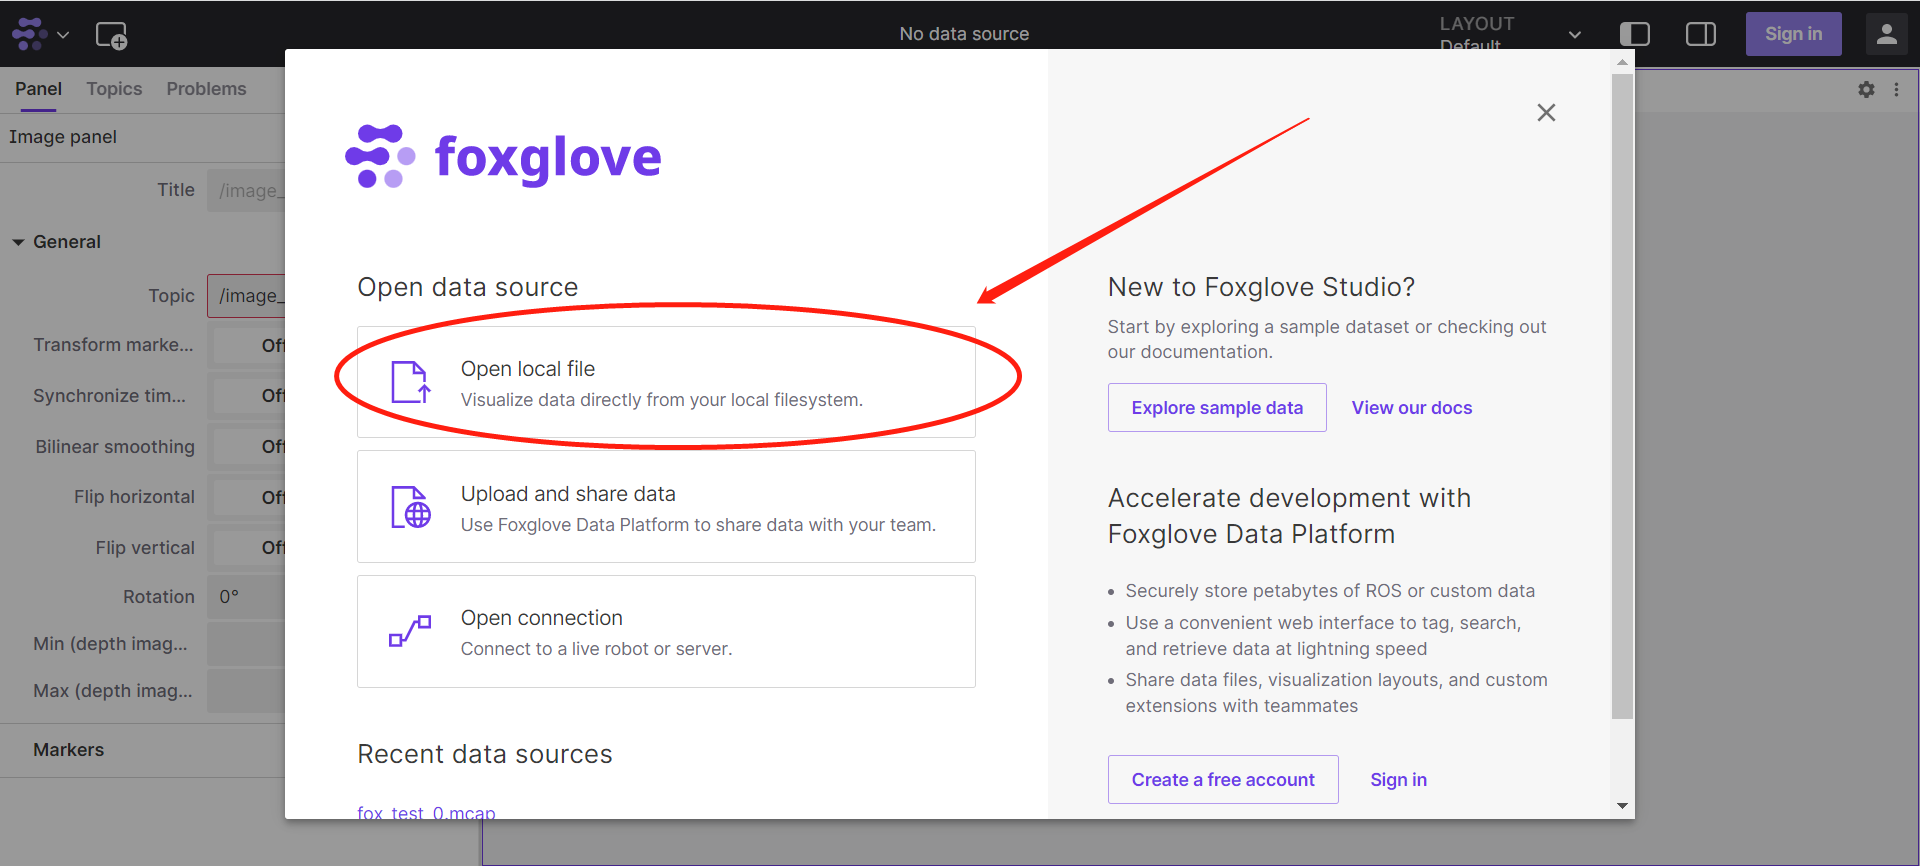 No data source
LAYOUT
Default
Sign in
Panel
Topics
Problems
Image panel
Title
/image_
General
Topic
/image_
Transform marke...
Off
Synchronize tim...
Off
Bilinear smoothing
Off
Flip horizontal
Off
Flip vertical
Off
Rotation
0°
Min (depth imag...
Max (depth imag...
Markers
foxglove
Open data source
Open local file
Visualize data directly from your local filesystem.
Upload and share data
Use Foxglove Data Platform to share data with your team.
Open connection
Connect to a live robot or server.
Recent data sources
fox_test_0.mcap
New to Foxglove Studio?
Start by exploring a sample dataset or checking out
our documentation.
Explore sample data
View our docs
Accelerate development with
Foxglove Data Platform
• Securely store petabytes of ROS or custom data
• Use a convenient web interface to tag, search,
and retrieve data at lightning speed
• Share data files, visualization layouts, and custom
extensions with teammates
Create a free account
Sign in